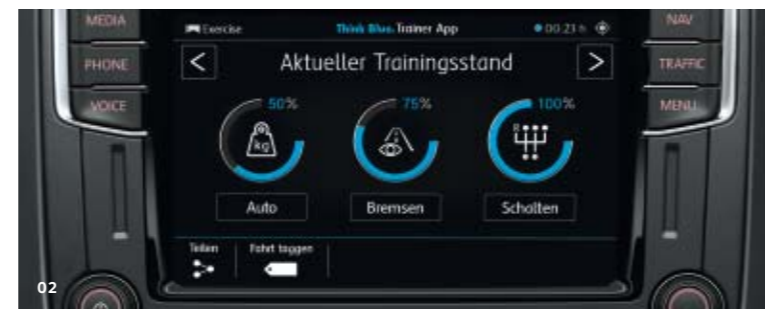 MEDIA
PHONE
VOICE
NAV
TRAFFIC
MENU
Exercise Think Blue. Trainer App 00:23 h
< Aktueller Trainingsstand >
50% 75% 100%
kg R
Auto Bremsen Schalten
Teilen Fahrt taggen
02